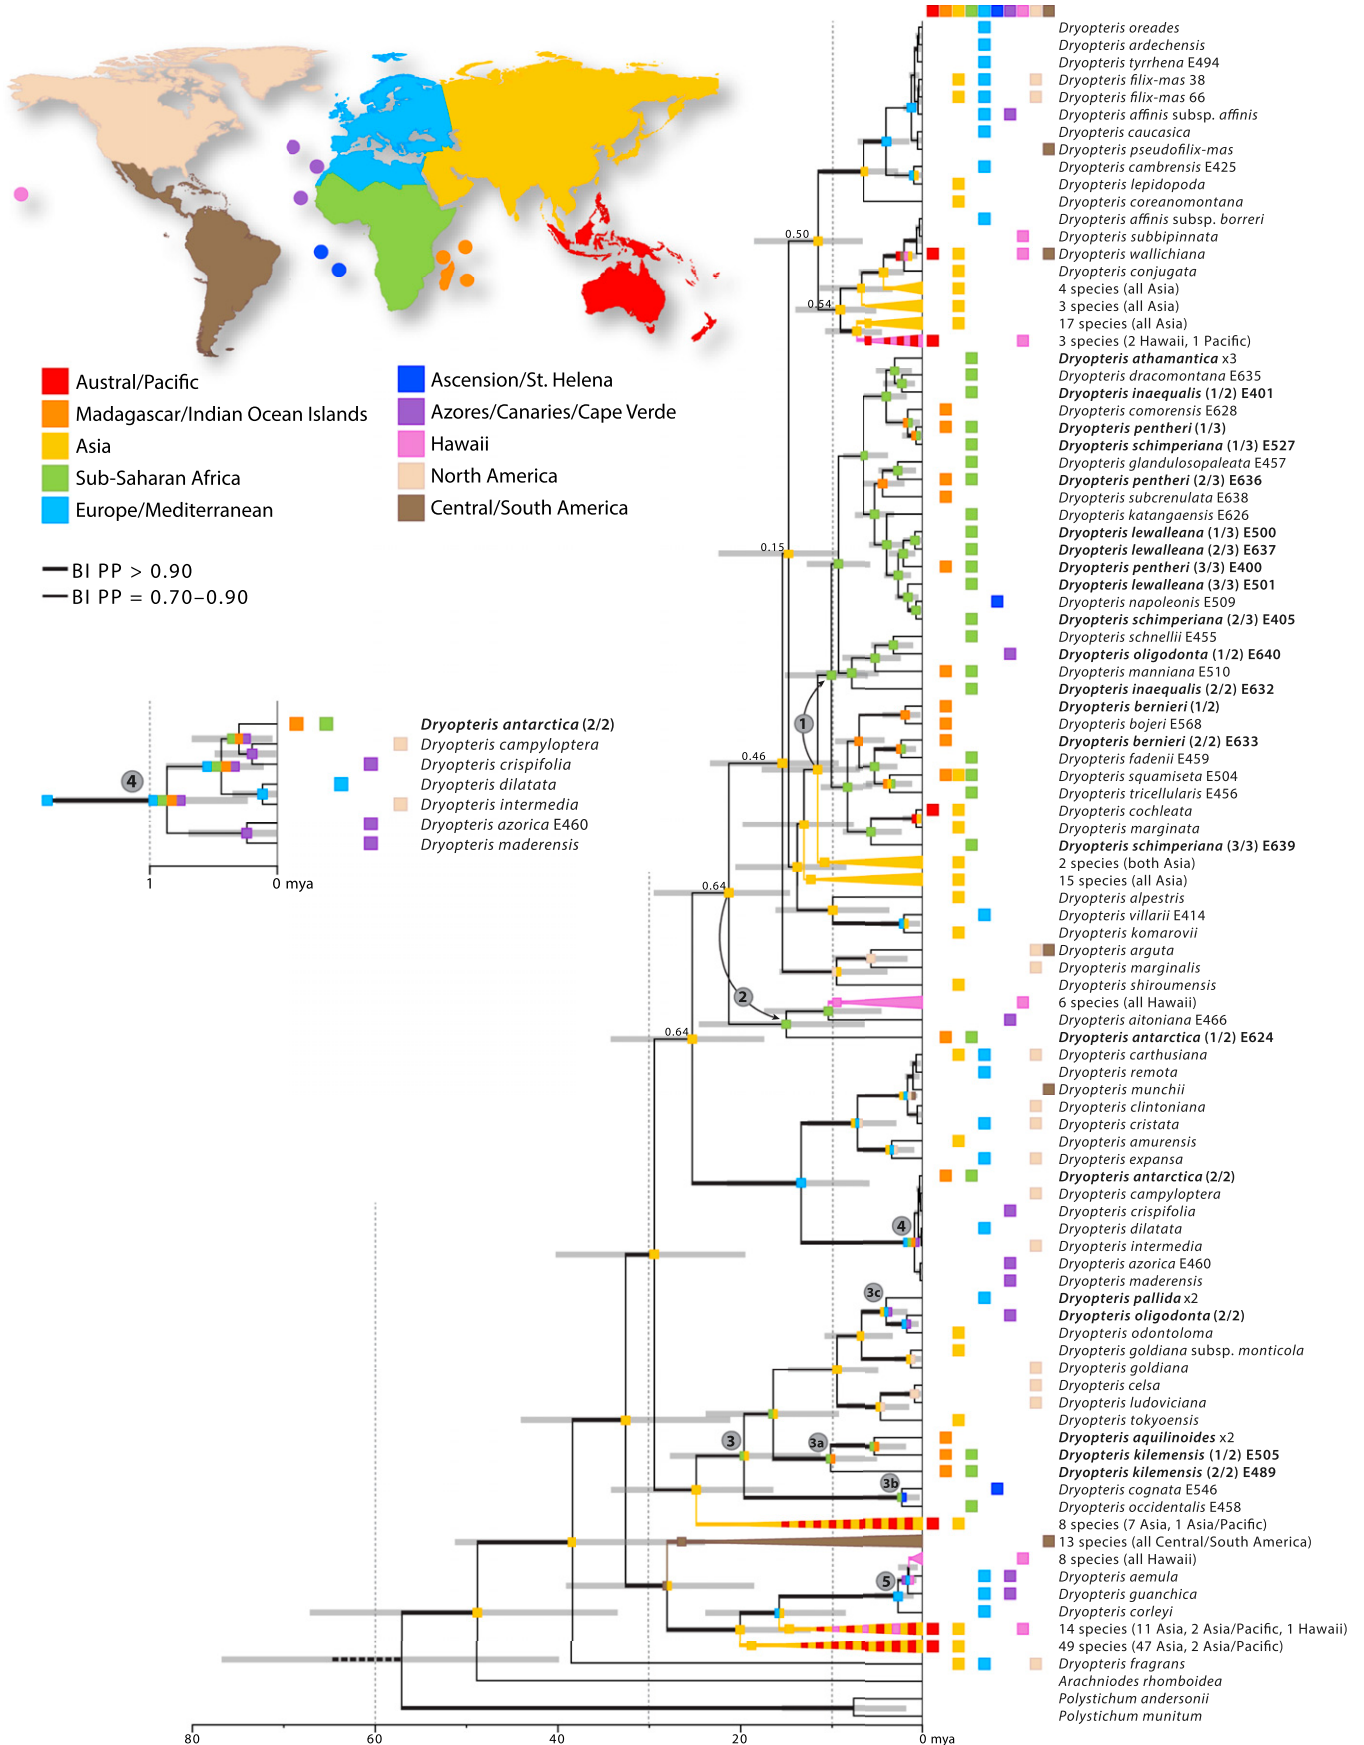 Austral/Pacific
Madagascar/Indian Ocean Islands
Asia
Sub-Saharan Africa
Europe/Mediterranean
Ascension/St. Helena
Azores/Canaries/Cape Verde
Hawaii
North America
Central/South America
BI PP > 0.90
BI PP = 0.70–0.90
4
Dryopteris antarctica (2/2)
Dryopteris campyloptera
Dryopteris crispifolia
Dryopteris dilatata
Dryopteris intermedia
Dryopteris azorica E460
Dryopteris maderensis
1 0 mya
0.50
0.54
0.15
1
0.46
0.64
2
0.64
4
3c
3
3a
3b
5
Dryopteris oreades
Dryopteris ardechensis
Dryopteris tyrrhena E494
Dryopteris filix-mas 38
Dryopteris filix-mas 66
Dryopteris affinis subsp. affinis
Dryopteris caucasica
Dryopteris pseudofilix-mas
Dryopteris cambrensis E425
Dryopteris lepidopoda
Dryopteris coreanomontana
Dryopteris affinis subsp. borreri
Dryopteris subbipinnata
Dryopteris wallichiana
Dryopteris conjugata
4 species (all Asia)
3 species (all Asia)
17 species (all Asia)
3 species (2 Hawaii, 1 Pacific)
Dryopteris athamantica x3
Dryopteris dracomontana E635
Dryopteris inaequalis (1/2) E401
Dryopteris comorensis E628
Dryopteris pentheri (1/3)
Dryopteris schimperiana (1/3) E527
Dryopteris glandulosopaleata E457
Dryopteris pentheri (2/3) E636
Dryopteris subcrenulata E638
Dryopteris katangaensis E626
Dryopteris lewalleana (1/3) E500
Dryopteris lewalleana (2/3) E637
Dryopteris pentheri (3/3) E400
Dryopteris lewalleana (3/3) E501
Dryopteris napoleonis E509
Dryopteris schimperiana (2/3) E405
Dryopteris schnellii E455
Dryopteris oligodonta (1/2) E640
Dryopteris manniana E510
Dryopteris inaequalis (2/2) E632
Dryopteris bernieri (1/2)
Dryopteris bojeri E568
Dryopteris bernieri (2/2) E633
Dryopteris fadenii E459
Dryopteris squamiseta E504
Dryopteris tricellularis E456
Dryopteris cochleata
Dryopteris marginata
Dryopteris schimperiana (3/3) E639
2 species (both Asia)
15 species (all Asia)
Dryopteris alpestris
Dryopteris villarii E414
Dryopteris komarovii
Dryopteris arguta
Dryopteris marginalis
Dryopteris shiroumensis
6 species (all Hawaii)
Dryopteris aitoniana E466
Dryopteris antarctica (1/2) E624
Dryopteris carthusiana
Dryopteris remota
Dryopteris munchii
Dryopteris clintoniana
Dryopteris cristata
Dryopteris amurensis
Dryopteris expansa
Dryopteris antarctica (2/2)
Dryopteris campyloptera
Dryopteris crispifolia
Dryopteris dilatata
Dryopteris intermedia
Dryopteris azorica E460
Dryopteris maderensis
Dryopteris pallida x2
Dryopteris oligodonta (2/2)
Dryopteris odontoloma
Dryopteris goldiana subsp. monticola
Dryopteris goldiana
Dryopteris celsa
Dryopteris ludoviciana
Dryopteris tokyoensis
Dryopteris aquilinoides x2
Dryopteris kilemensis (1/2) E505
Dryopteris kilemensis (2/2) E489
Dryopteris cognata E546
Dryopteris occidentalis E458
8 species (7 Asia, 1 Asia/Pacific)
13 species (all Central/South America)
8 species (all Hawaii)
Dryopteris aemula
Dryopteris guanchica
Dryopteris corleyi
14 species (11 Asia, 2 Asia/Pacific, 1 Hawaii)
49 species (47 Asia, 2 Asia/Pacific)
Dryopteris fragrans
Arachniodes rhomboidea
Polystichum andersonii
Polystichum munitum
80 60 40 20 0 mya